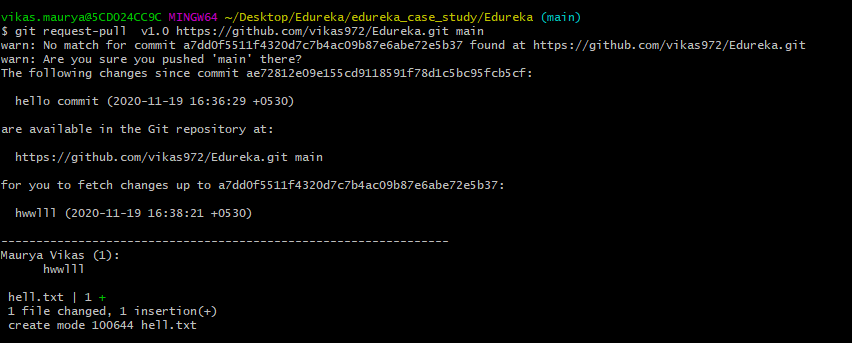 vikas.maurya@5CD024CC9C MINGW64 ~/Desktop/Edureka/edureka_case_study/Edureka (main)
$ git request-pull  v1.0 https://github.com/vikas972/Edureka.git main
warn: No match for commit a7dd0f5511f4320d7c7b4ac09b87e6abe72e5b37 found at https://github.com/vikas972/Edureka.git
warn: Are you sure you pushed 'main' there?
The following changes since commit ae72812e09e155cd9118591f78d1c5bc95fcb5cf:
  hello commit (2020-11-19 16:36:29 +0530)
are available in the Git repository at:
  https://github.com/vikas972/Edureka.git main
for you to fetch changes up to a7dd0f5511f4320d7c7b4ac09b87e6abe72e5b37:
  hwwlll (2020-11-19 16:38:21 +0530)
----------------------------------------------------------------
Maurya Vikas (1):
      hwwlll
 hell.txt | 1 +
 1 file changed, 1 insertion(+)
 create mode 100644 hell.txt